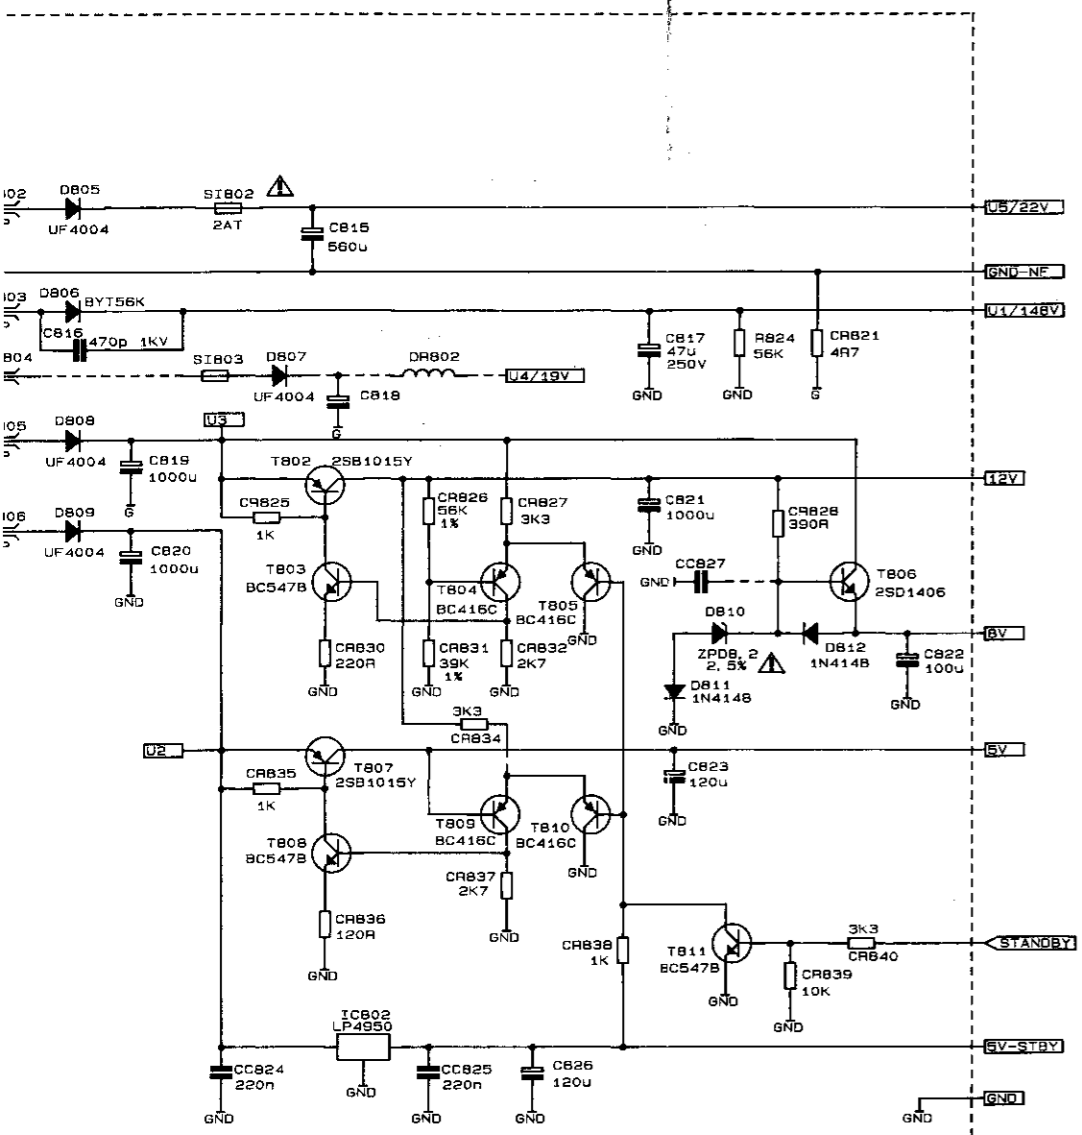 D805
UF4004
SI802
2AT
C815
560u
U5/22V
GND-NF
D806
BYT56K
C816
470p 1KV
U1/148V
C817
47u
250V
GND
R824
56K
GND
CR821
4R7
G
SI803
D807
UF4004
DR802
C818
G
U4/19V
D808
UF4004
U3
C819
1000u
G
T802
2SB1015Y
CR825
1K
CR826
56K
1%
CR827
3K3
C821
1000u
GND
CR828
390R
12V
D809
UF4004
C820
1000u
GND
T803
BC547B
T804
BC416C
T805
BC416C
GND
GND
CC827
T806
2SD1406
D810
ZPD8,2
2,5%
D812
1N4148
8V
C822
100u
GND
CR830
220R
GND
CR831
39K
1%
GND
CR832
2K7
GND
D811
1N4148
GND
3K3
CR834
U2
T807
2SB1015Y
5V
C823
120u
GND
CR835
1K
T808
BC547B
T809
BC416C
T810
BC416C
GND
CR837
2K7
GND
CR836
120R
GND
CR838
1K
T811
BC547B
GND
3K3
CR840
STANDBY
CR839
10K
GND
IC802
LP4950
GND
CC824
220n
GND
CC825
220n
GND
C826
120u
GND
5V-STBY
GND
GND